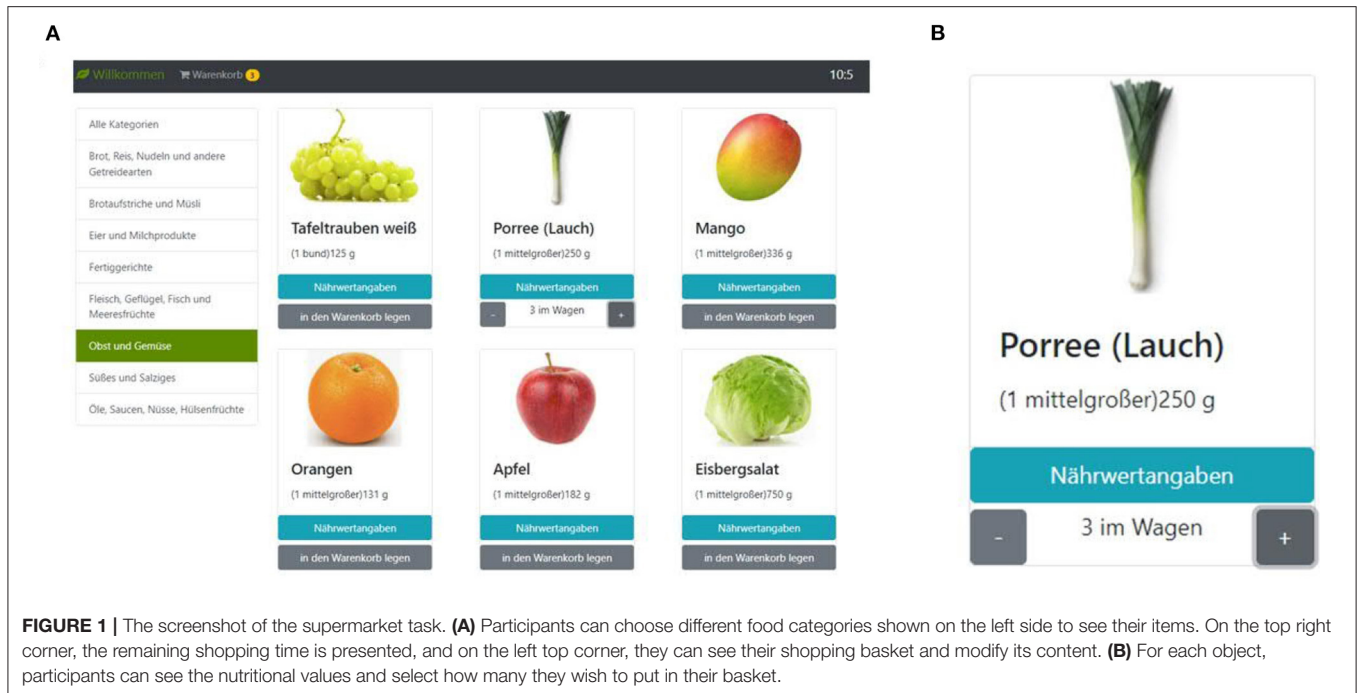 A
B
Willkommen Warenkorb 3 10:5
Alle Kategorien
Brot, Reis, Nudeln und andere
Getreidearten
Brotaufstriche und Müsli
Eier und Milchprodukte
Fertiggerichte
Fleisch, Geflügel, Fisch und
Meeresfrüchte
Obst und Gemüse
Süßes und Salziges
Öle, Saucen, Nüsse, Hülsenfrüchte
Tafeltrauben weiß
(1 bund)125 g
Nährwertangaben
in den Warenkorb legen
Porree (Lauch)
(1 mittelgroßer)250 g
Nährwertangaben
- 3 im Wagen +
Mango
(1 mittelgroßer)336 g
Nährwertangaben
in den Warenkorb legen
Orangen
(1 mittelgroßer)131 g
Nährwertangaben
in den Warenkorb legen
Apfel
(1 mittelgroßer)182 g
Nährwertangaben
in den Warenkorb legen
Eisbergsalat
(1 mittelgroßer)750 g
Nährwertangaben
in den Warenkorb legen
Porree (Lauch)
(1 mittelgroßer)250 g
Nährwertangaben
- 3 im Wagen +
FIGURE 1 | The screenshot of the supermarket task. (A) Participants can choose different food categories shown on the left side to see their items. On the top right
corner, the remaining shopping time is presented, and on the left top corner, they can see their shopping basket and modify its content. (B) For each object,
participants can see the nutritional values and select how many they wish to put in their basket.